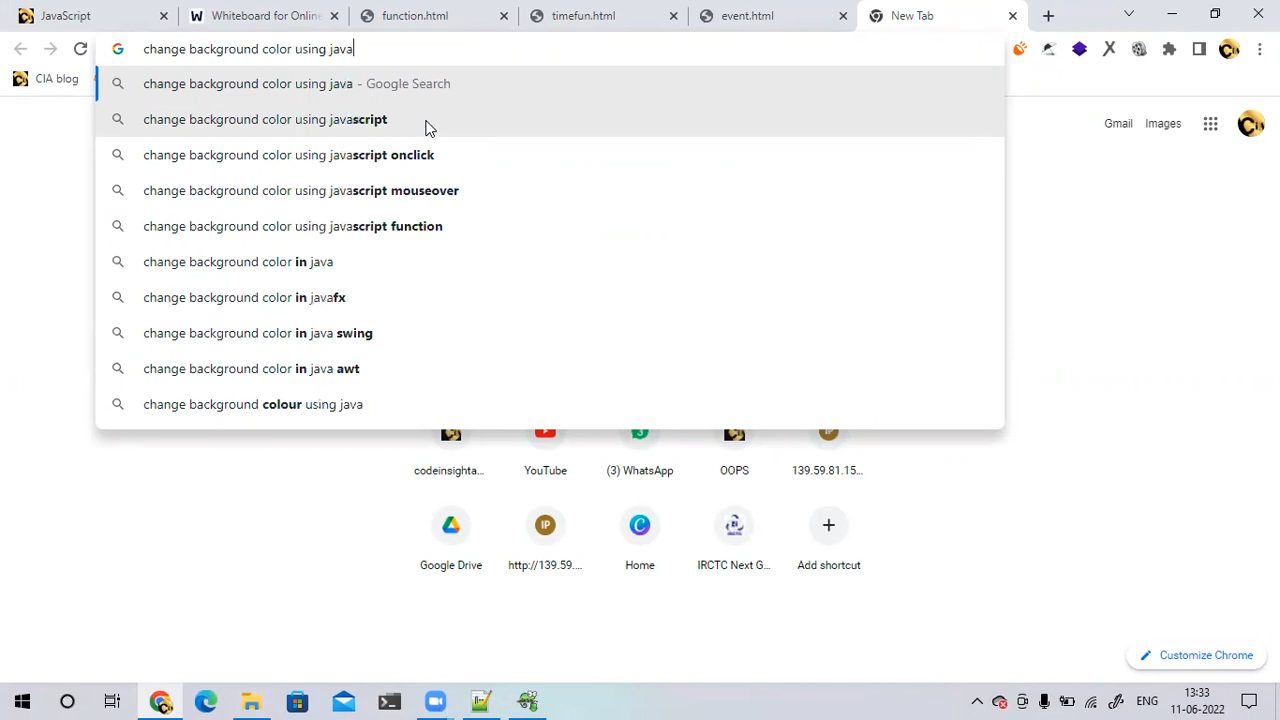 JavaScript
Whiteboard for Online
function.html
timefun.html
event.html
New Tab
change background color using java
CIA blog
change background color using java - Google Search
change background color using javascript
change background color using javascript onclick
change background color using javascript mouseover
change background color using javascript function
change background color in java
change background color in javafx
change background color in java swing
change background color in java awt
change background colour using java
Gmail
Images
codeinsighta...
YouTube
(3) WhatsApp
OOPS
139.59.81.15...
Google Drive
http://139.59....
Home
IRCTC Next G...
Add shortcut
Customize Chrome
ENG
13:33
11-06-2022